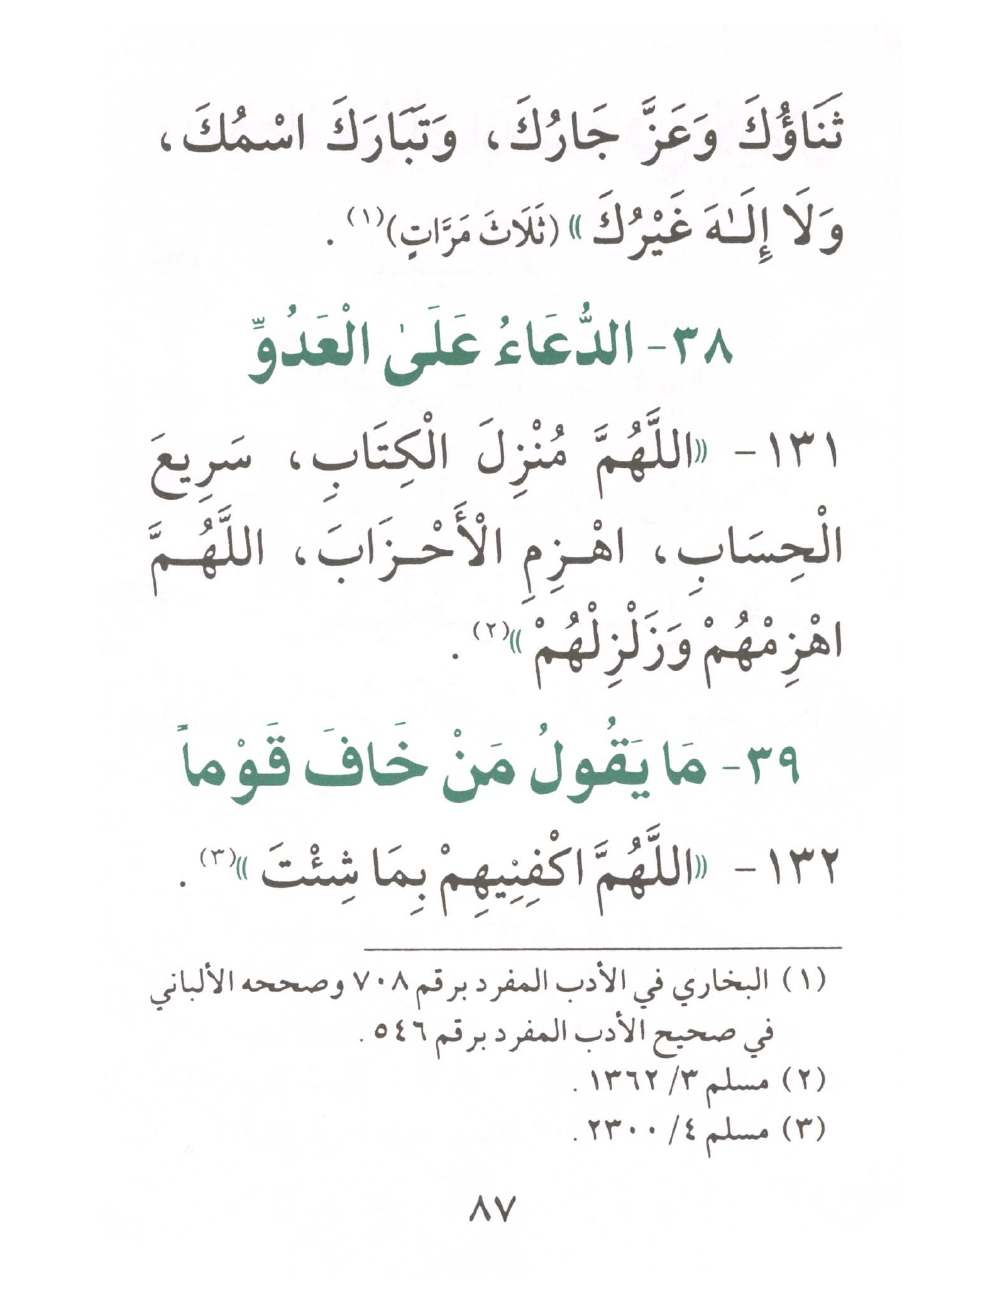 ثَنَاؤُكَ وَعَزَّ جَارُكَ، وَتَبَارَكَ اسْمُكَ،
وَلَا إِلَـٰهَ غَيْرُكَ» (ثَلَاثَ مَرَّاتٍ)(١).
٣٨- الدُّعَاءُ عَلَىٰ الْعَدُوِّ
١٣١- «اللَّهُمَّ مُنْزِلَ الْكِتَابِ، سَرِيعَ
الْحِسَابِ، اهْـزِمِ الْأَحْـزَابَ، اللَّهُـمَّ
اهْزِمْهُمْ وَزَلْزِلْهُمْ»(٢).
٣٩- مَا يَقُولُ مَنْ خَافَ قَوْماً
١٣٢- «اللَّهُمَّ اكْفِنِيهِمْ بِمَا شِئْتَ»(٣).
(١) البخاري في الأدب المفرد برقم ٧٠٨ وصححه الألباني
في صحيح الأدب المفرد برقم ٥٤٦.
(٢) مسلم ٣/ ١٣٦٢.
(٣) مسلم ٤/ ٢٣٠٠.
٨٧